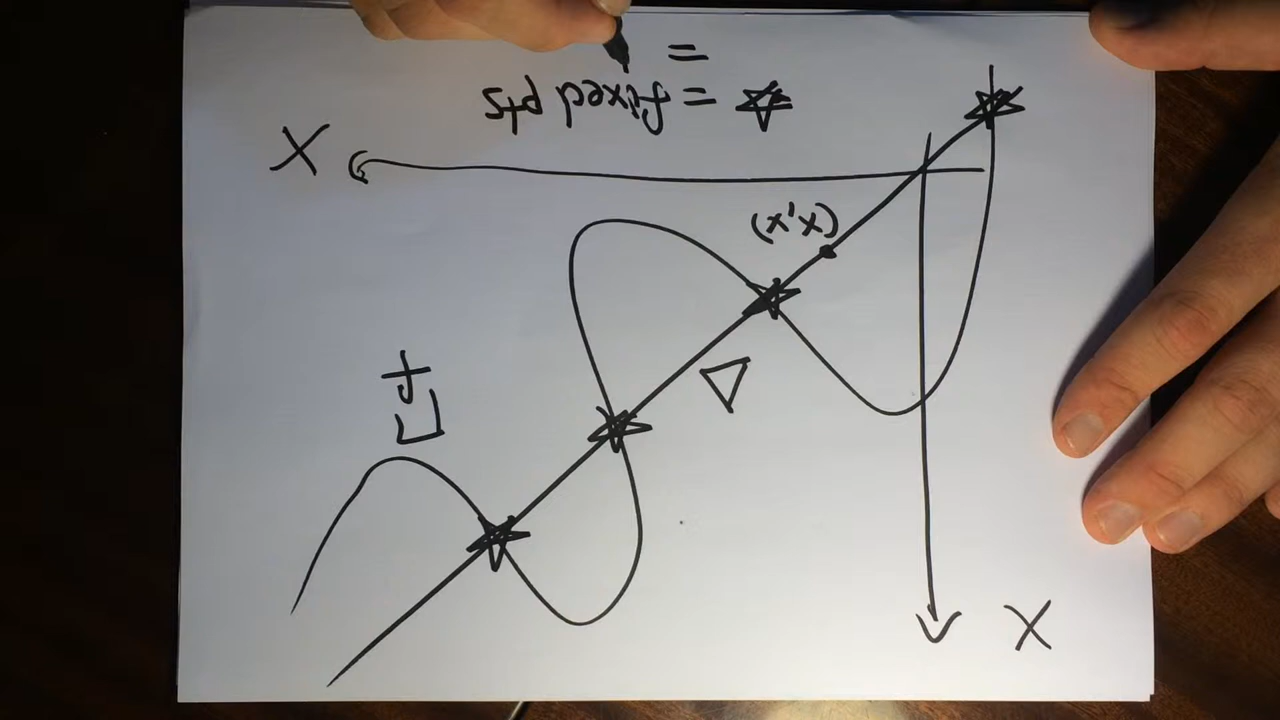 X
Γf
Δ
(x,x)
X
☆ = fixed pts
=